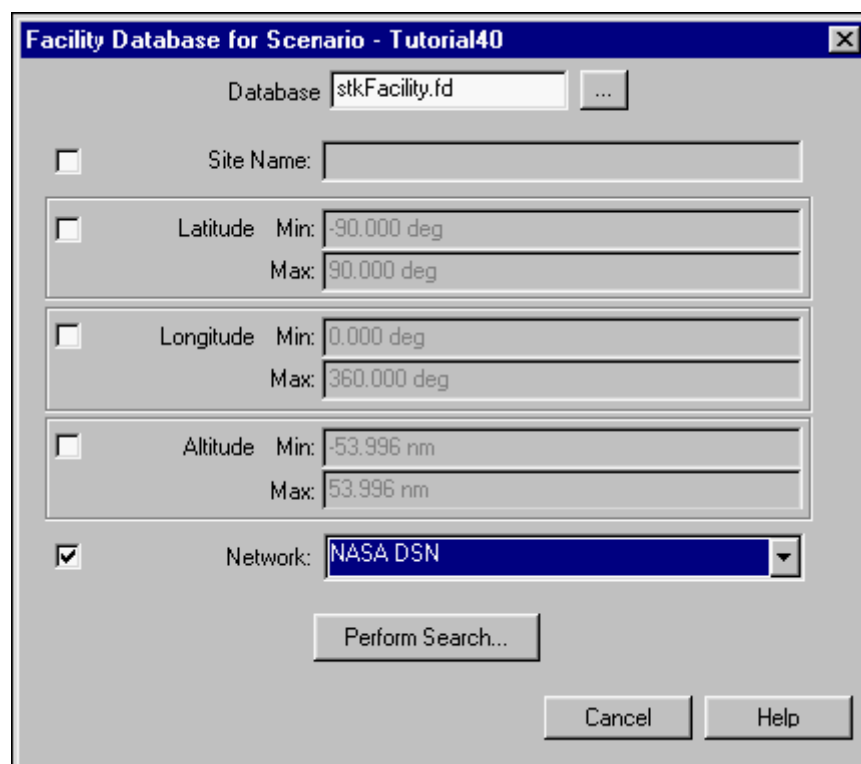 Facility Database for Scenario - Tutorial40
Database stkFacility.fd ...
Site Name:
Latitude Min: -90.000 deg
Max: 90.000 deg
Longitude Min: 0.000 deg
Max: 360.000 deg
Altitude Min: -53.996 nm
Max: 53.996 nm
Network: NASA DSN
Perform Search...
Cancel Help